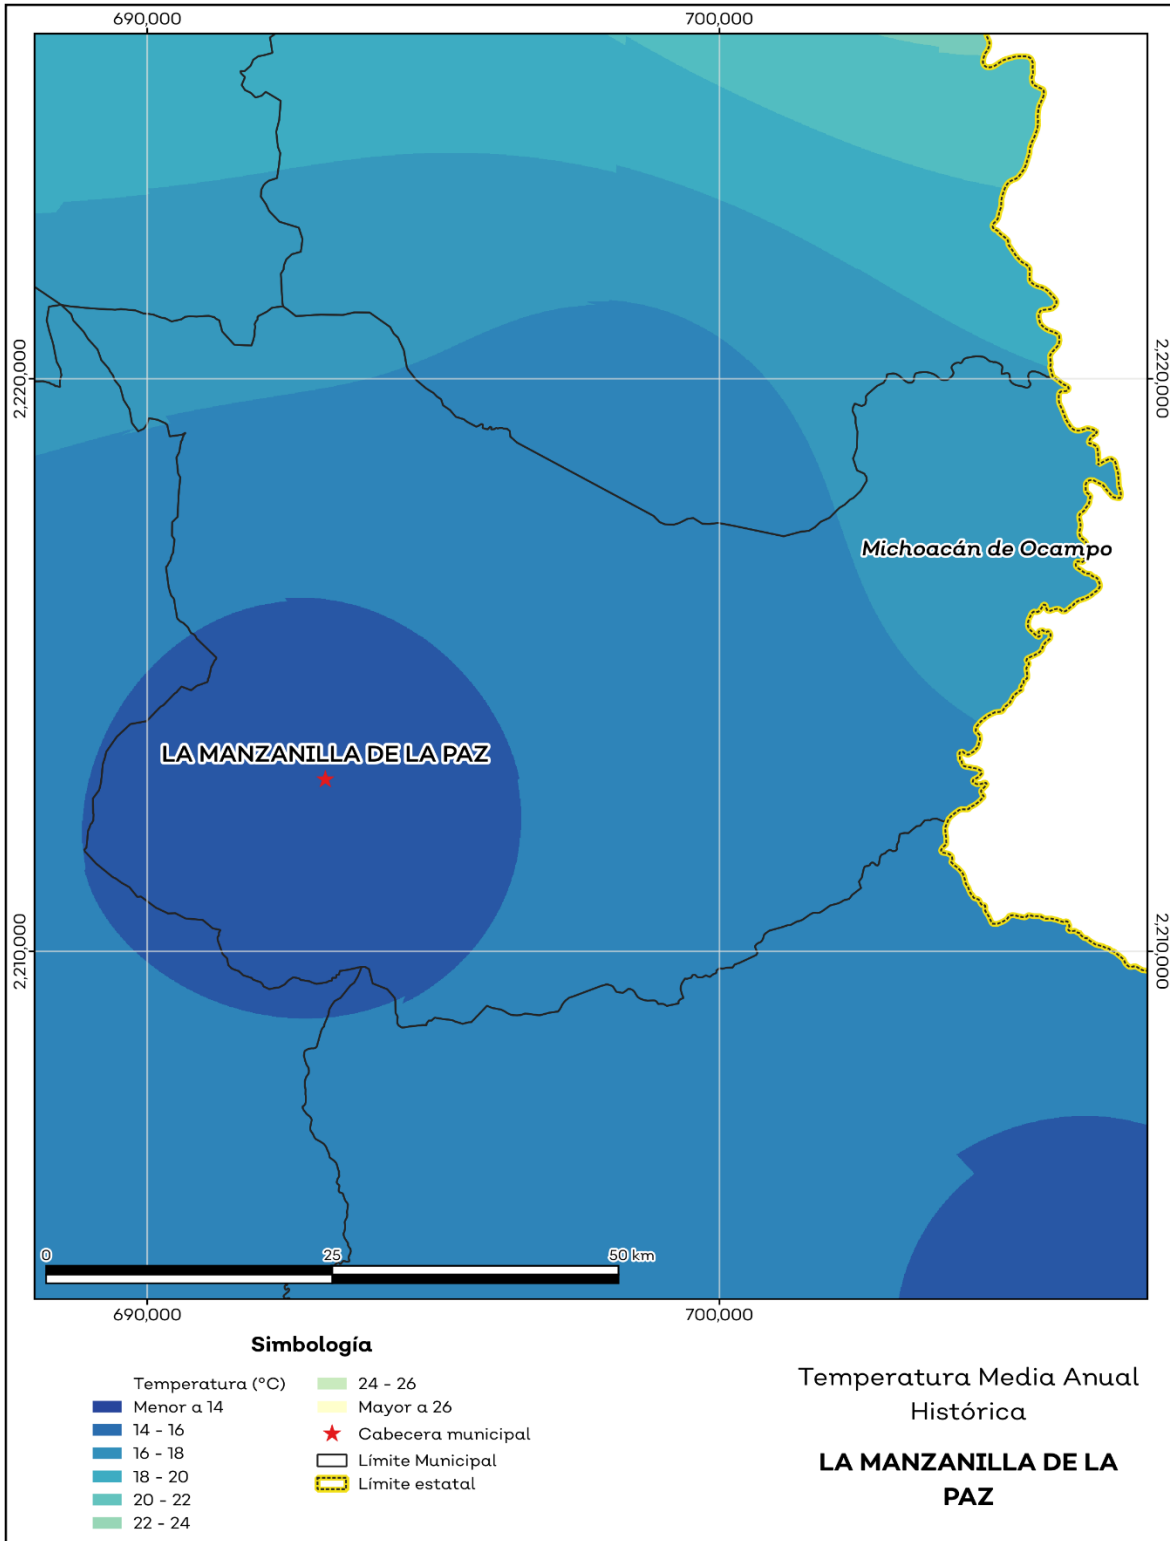 690,000
700,000
2,220,000
2,220,000
Michoacán de Ocampo
LA MANZANILLA DE LA PAZ
2,210,000
2,210,000
0
25
50 km
690,000
700,000
Simbología
Temperatura (°C)
Menor a 14
14 - 16
16 - 18
18 - 20
20 - 22
22 - 24
24 - 26
Mayor a 26
Cabecera municipal
Límite Municipal
Límite estatal
Temperatura Media Anual
Histórica
LA MANZANILLA DE LA
PAZ